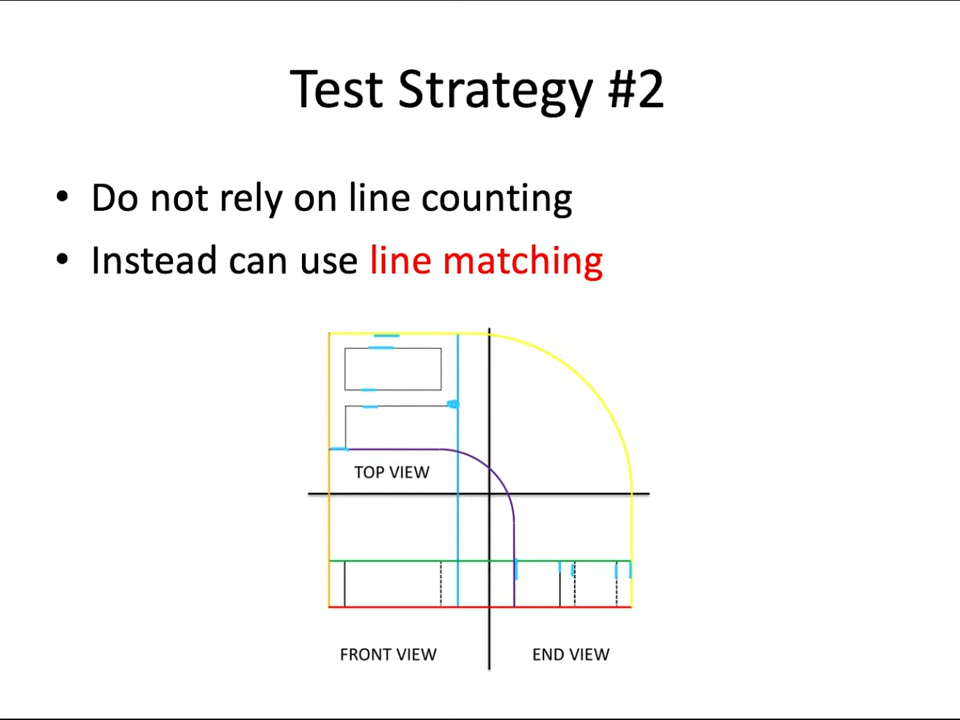 Test Strategy #2
• Do not rely on line counting
• Instead can use line matching
TOP VIEW
FRONT VIEW
END VIEW